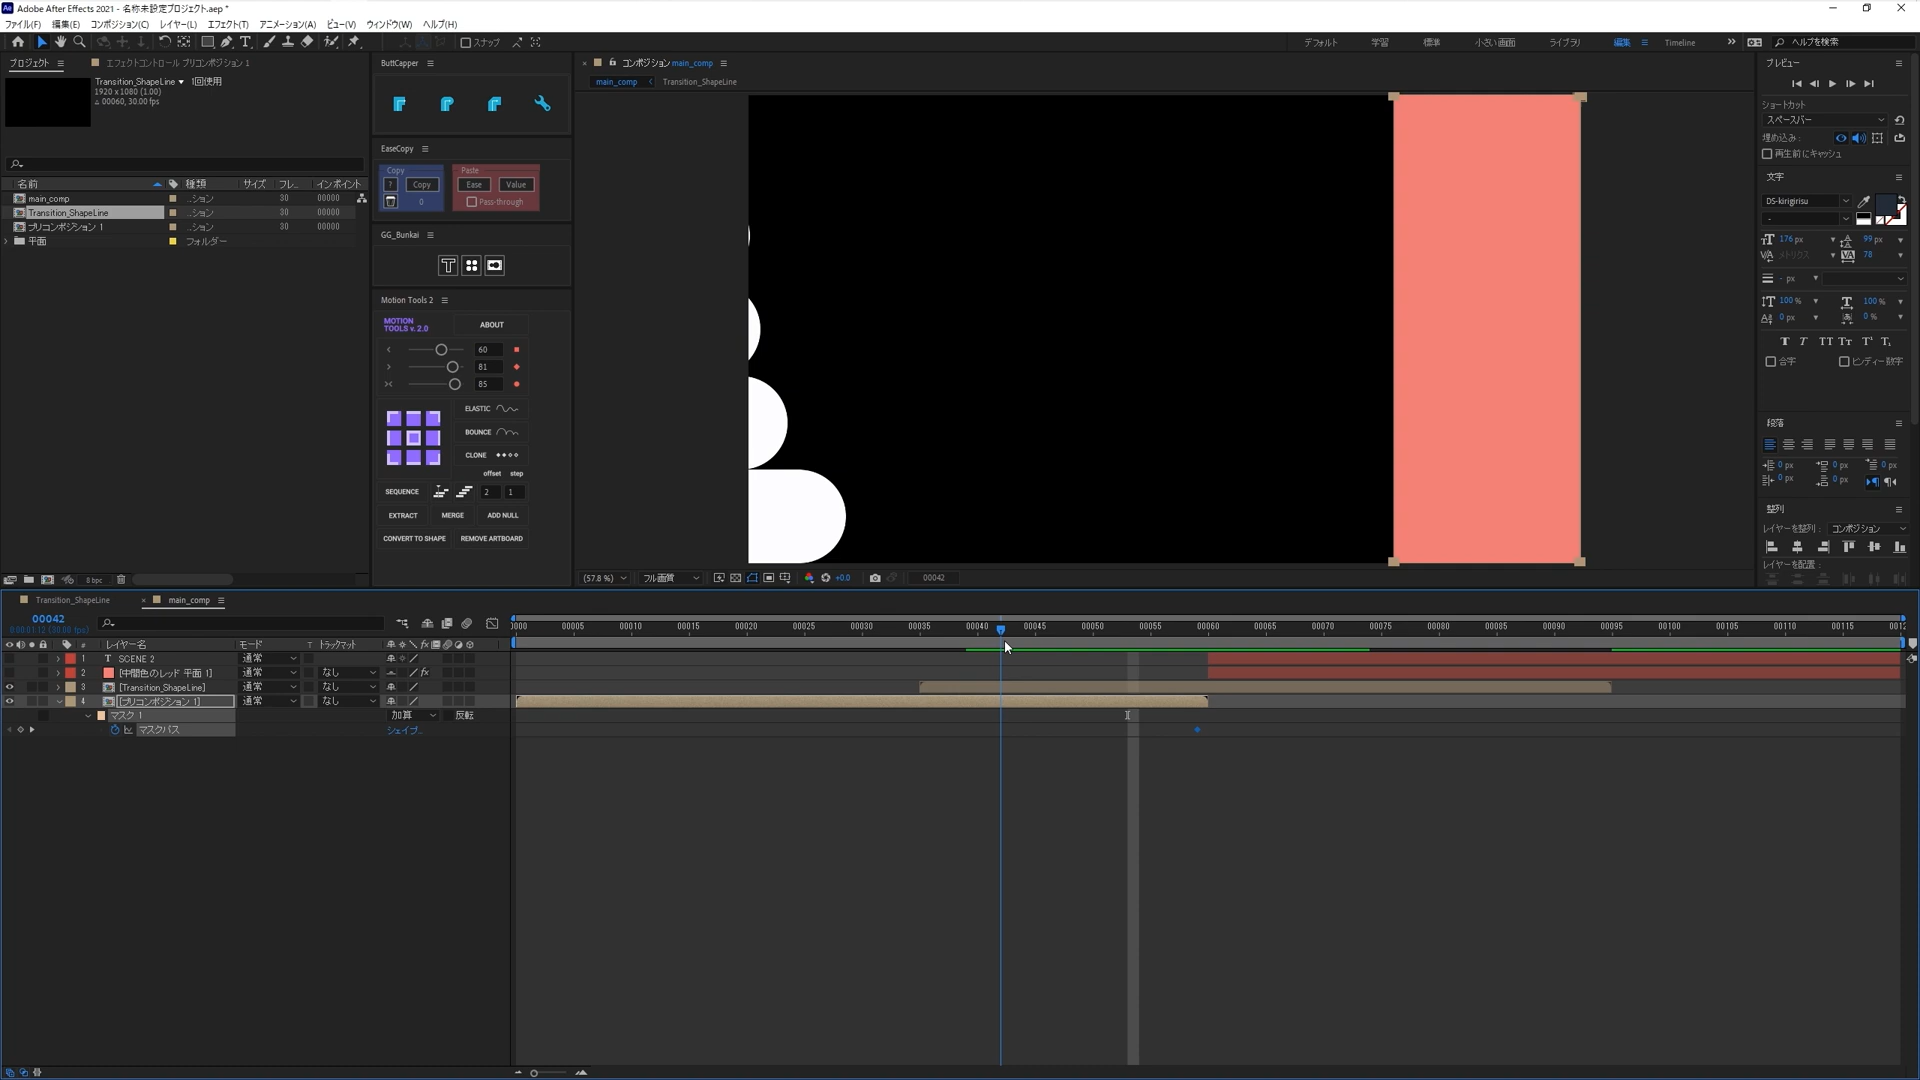 Adobe After Effects 2021 - 名称未設定プロジェクト.aep *
ファイル(F) 編集(E) コンポジション(C) レイヤー(L) エフェクト(T) アニメーション(A) ビュー(V) ウィンドウ(W) ヘルプ(H)
スナップ デフォルト 学習 標準 小さい画面 ライブラリ 編集 Timeline ヘルプを検索
プロジェクト エフェクトコントロール プリコンポジション 1
Transition_ShapeLine 1回使用
1920 x 1080 (1.00)
△ 00060, 30.00 fps
名前 種類 サイズ フレ... インポイント
main_comp ...ション 30 00000
Transition_ShapeLine ...ション 30 00000
プリコンポジション 1 ...ション 30 00000
平面 フォルダー
8 bpc
ButtCapper
EaseCopy
Copy Paste
? Copy Ease Value
0 Pass-through
GG_Bunkai
Motion Tools 2
MOTION
TOOLS v. 2.0 ABOUT
60
81
85
ELASTIC
BOUNCE
CLONE
offset step
SEQUENCE 2 1
EXTRACT MERGE ADD NULL
CONVERT TO SHAPE REMOVE ARTBOARD
コンポジション main_comp
main_comp Transition_ShapeLine
(57.8 %) フル画質 +0.0 00042
プレビュー
ショートカット
スペースバー
埋め込み :
再生前にキャッシュ
文字
DS-kirigirisu
-
176 px 99 px
メトリクス 78
- px
100 % 100 %
0 px 0 %
T T TT Tт T' T,
合字 ヒンディー数字
段落
0 px 0 px 0 px
0 px 0 px
整列
レイヤーを整列 : コンポジション
レイヤーを配置 :
Transition_ShapeLine main_comp
00042
0:00:01:12 (30.00 fps)
00005 00010 00015 00020 00025 00030 00035 00040 00045 00050 00055 00060 00065 00070 00075 00080 00085 00090 00095 00100 00105 00110 00115
# レイヤー名 モード T トラックマット
1 T SCENE 2 通常
2 [中間色のレッド 平面 1] 通常 なし
3 [Transition_ShapeLine] 通常 なし
4 [プリコンポジション 1] 通常 なし
マスク 1 加算 反転
マスクパス シェイプ...